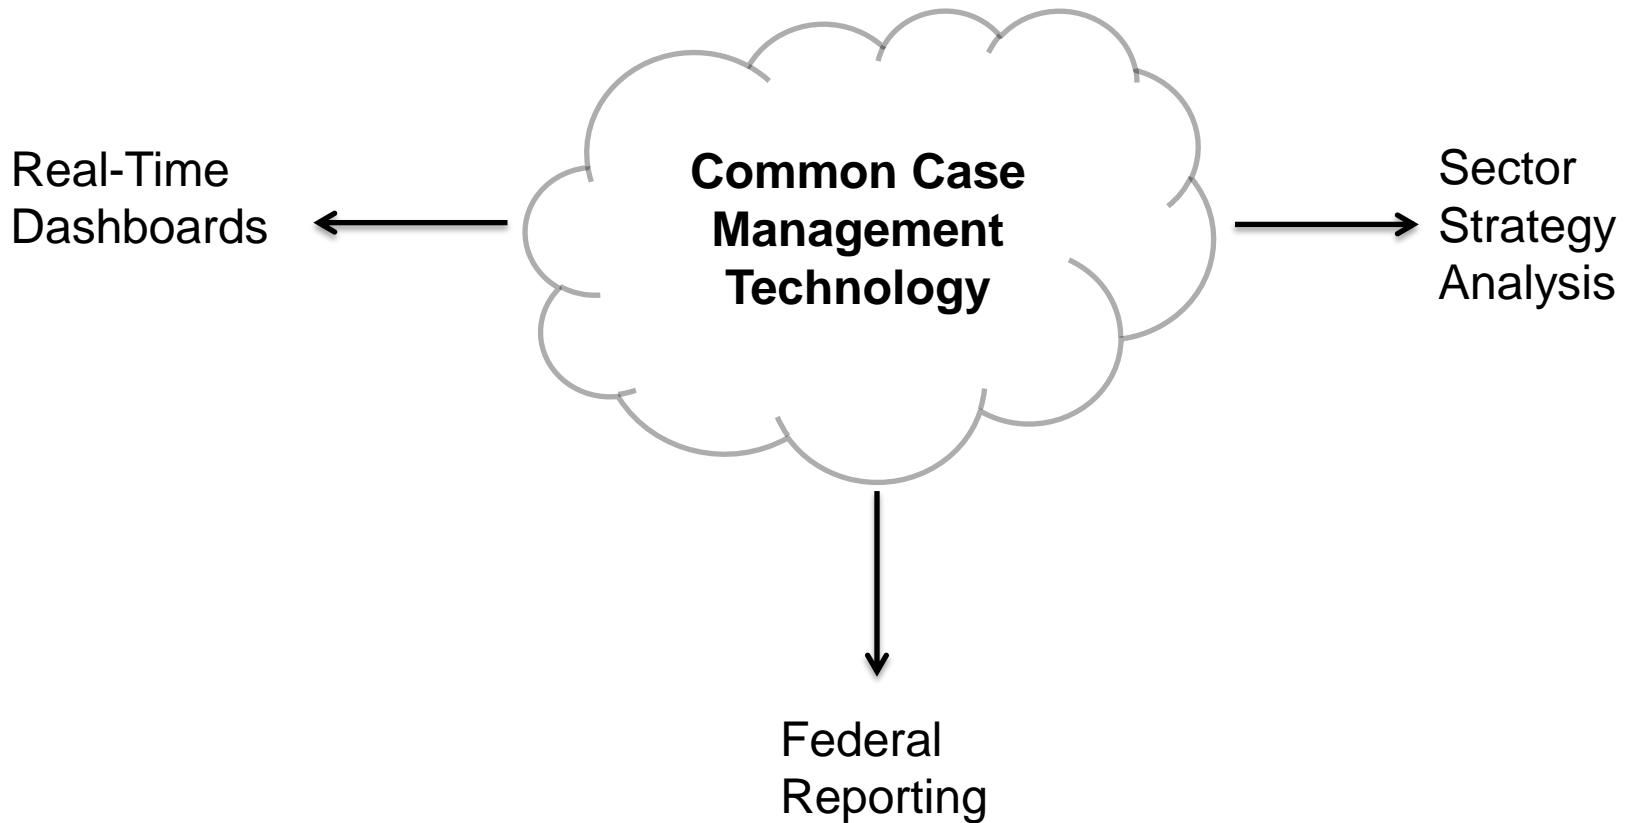 Real-Time
Dashboards
Common Case
Management
Technology
Sector
Strategy
Analysis
Federal
Reporting